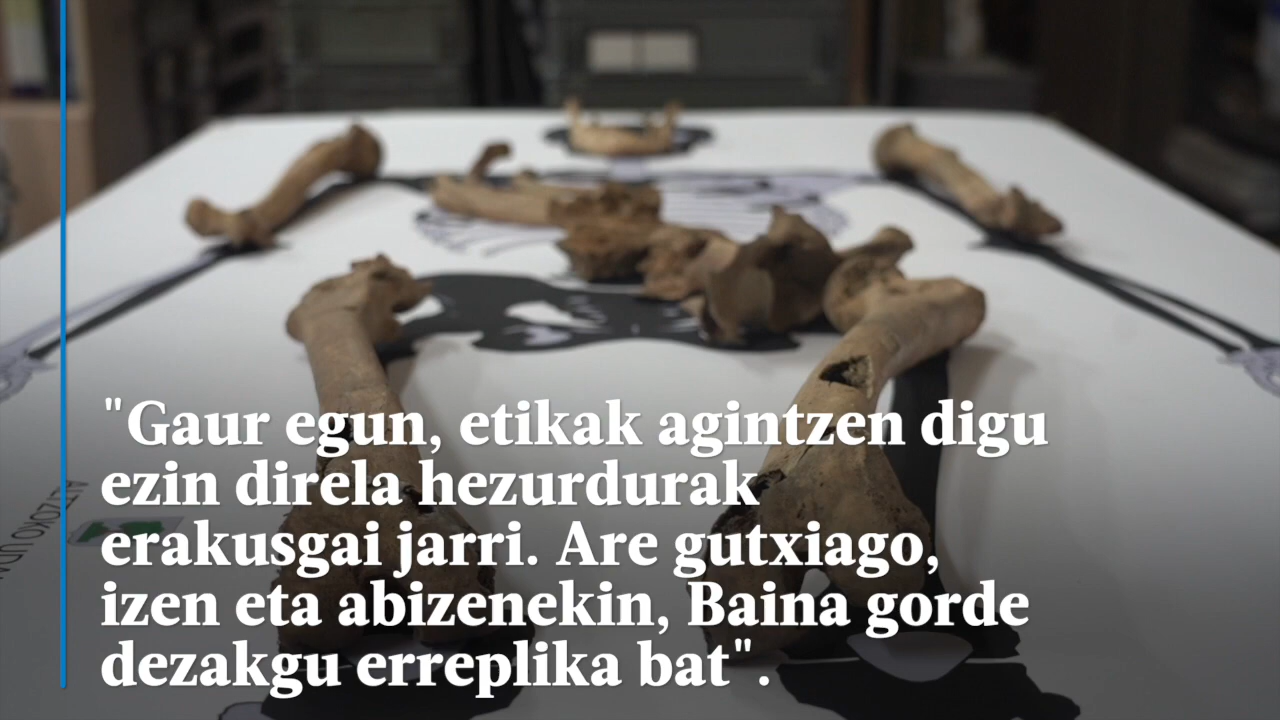 "Gaur egun, etikak agintzen digu
ezin direla hezurdurak
erakusgai jarri. Are gutxiago,
izen eta abizenekin, Baina gorde
dezakgu erreplika bat".